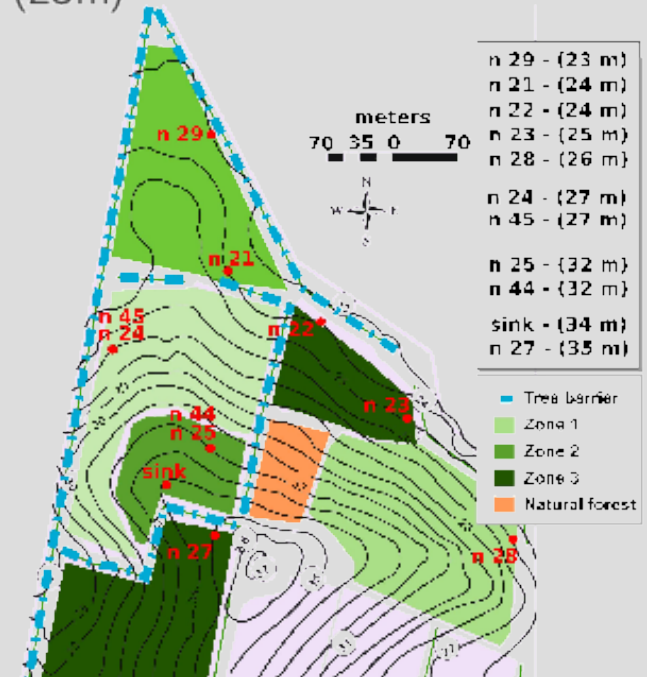 meters
70 35 0 70
N
W E
S
n 29
n 21
n 45
n 24
n 22
n 23
n 44
n 25
sink
n 27
n 28
n 29 - (23 m)
n 21 - (24 m)
n 22 - (24 m)
n 23 - (25 m)
n 28 - (26 m)
n 24 - (27 m)
n 45 - (27 m)
n 25 - (32 m)
n 44 - (32 m)
sink - (34 m)
n 27 - (35 m)
Tree barrier
Zone 1
Zone 2
Zone 3
Natural forest